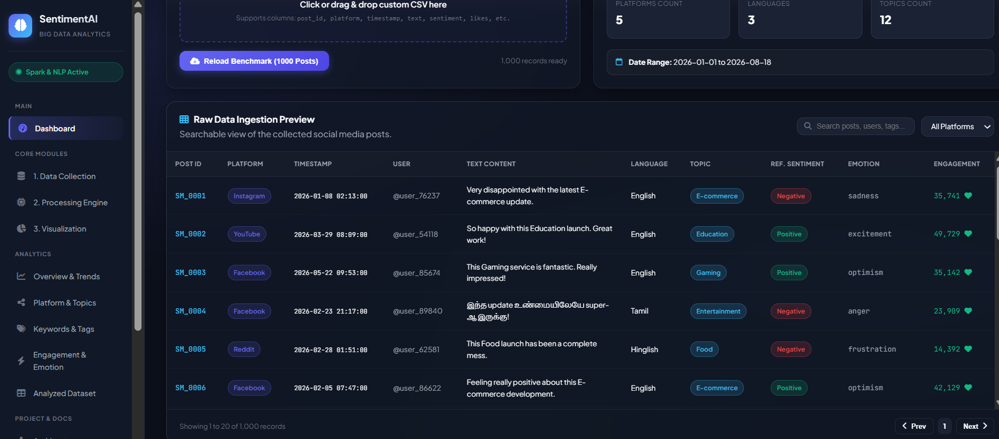 SentimentAI
BIG DATA ANALYTICS
Spark & NLP Active
MAIN
Dashboard
CORE MODULES
1. Data Collection
2. Processing Engine
3. Visualization
ANALYTICS
Overview & Trends
Platform & Topics
Keywords & Tags
Engagement &
Emotion
Analyzed Dataset
PROJECT & DOCS
Click or drag & drop custom CSV here
Supports columns: post_id, platform, timestamp, text, sentiment, likes, etc.
Reload Benchmark (1000 Posts)
1,000 records ready
PLATFORMS COUNT
5
LANGUAGES
3
TOPICS COUNT
12
Date Range: 2026-01-01 to 2026-08-18
Raw Data Ingestion Preview
Searchable view of the collected social media posts.
Search posts, users, tags...
All Platforms
POST ID PLATFORM TIMESTAMP USER TEXT CONTENT LANGUAGE TOPIC REF. SENTIMENT EMOTION ENGAGEMENT
SM_0001 Instagram 2026-01-08 02:13:00 @user_76237 Very disappointed with the latest E-
commerce update. English E-commerce Negative sadness 35,741
SM_0002 YouTube 2026-03-29 08:09:00 @user_54118 So happy with this Education launch. Great
work! English Education Positive excitement 49,729
SM_0003 Facebook 2026-05-22 09:53:00 @user_85674 This Gaming service is fantastic. Really
impressed! English Gaming Positive optimism 35,142
SM_0004 Facebook 2026-02-23 21:17:00 @user_89840 இந்த update உண்மையிலேயே super-
ஆ இருக்கு! Tamil Entertainment Negative anger 23,909
SM_0005 Reddit 2026-02-28 01:51:00 @user_62581 This Food launch has been a complete
mess. Hinglish Food Negative frustration 14,392
SM_0006 Facebook 2026-02-05 07:47:00 @user_86622 Feeling really positive about this E-
commerce development. English E-commerce Positive optimism 42,129
Showing 1 to 20 of 1,000 records
Prev 1 Next